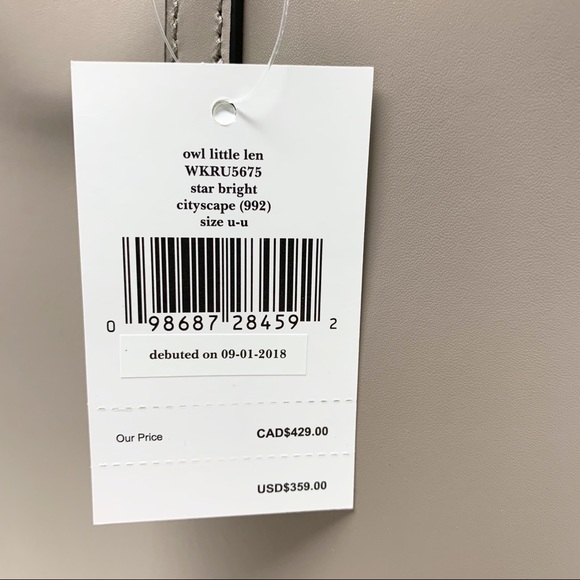 owl little len
WKRU5675
star bright
cityscape (992)
size u-u
0 98687 28459 2
debuted on 09-01-2018
Our Price CAD$429.00
USD$359.00